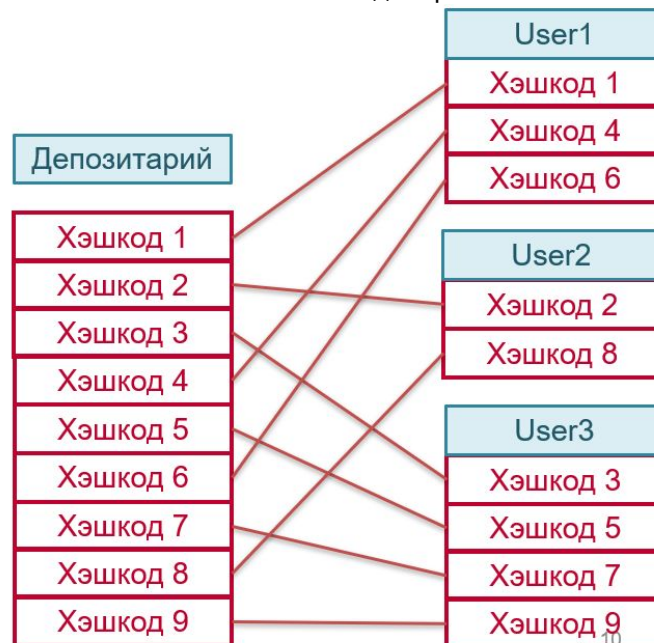 Депозитарий
Хэшкод 1
Хэшкод 2
Хэшкод 3
Хэшкод 4
Хэшкод 5
Хэшкод 6
Хэшкод 7
Хэшкод 8
Хэшкод 9
User1
Хэшкод 1
Хэшкод 4
Хэшкод 6
User2
Хэшкод 2
Хэшкод 8
User3
Хэшкод 3
Хэшкод 5
Хэшкод 7
Хэшкод 9
10